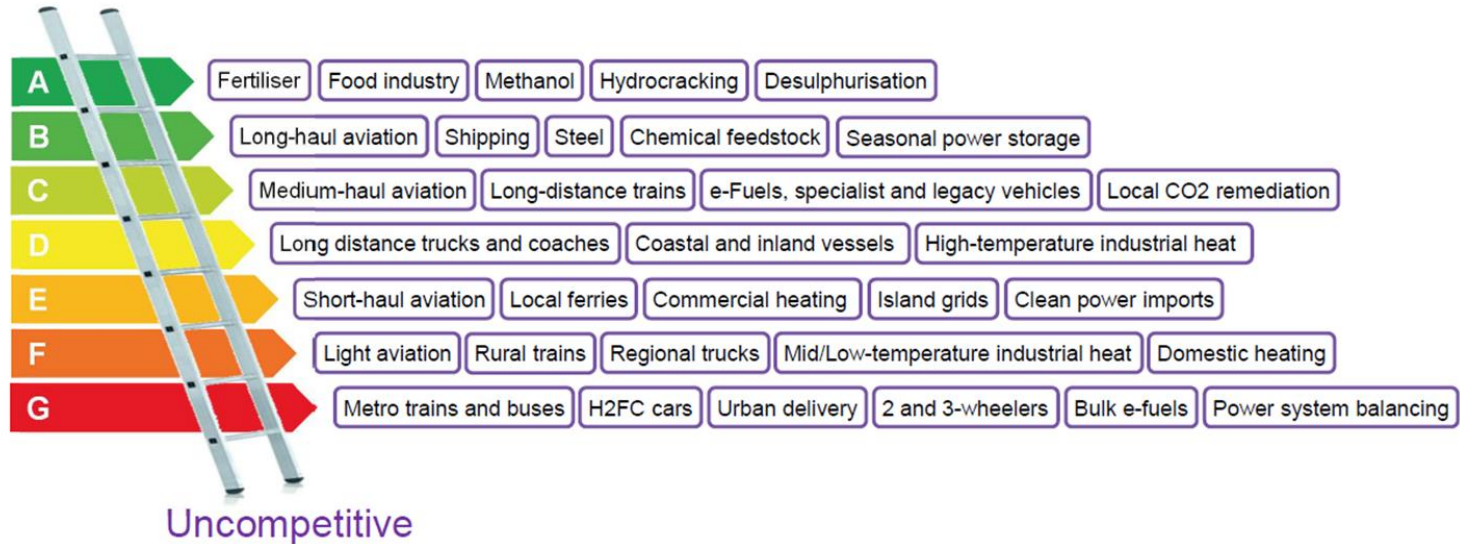 A Fertiliser Food industry Methanol Hydrocracking Desulphurisation
B Long-haul aviation Shipping Steel Chemical feedstock Seasonal power storage
C Medium-haul aviation Long-distance trains e-Fuels, specialist and legacy vehicles Local CO2 remediation
D Long distance trucks and coaches Coastal and inland vessels High-temperature industrial heat
E Short-haul aviation Local ferries Commercial heating Island grids Clean power imports
F Light aviation Rural trains Regional trucks Mid/Low-temperature industrial heat Domestic heating
G Metro trains and buses H2FC cars Urban delivery 2 and 3-wheelers Bulk e-fuels Power system balancing
Uncompetitive